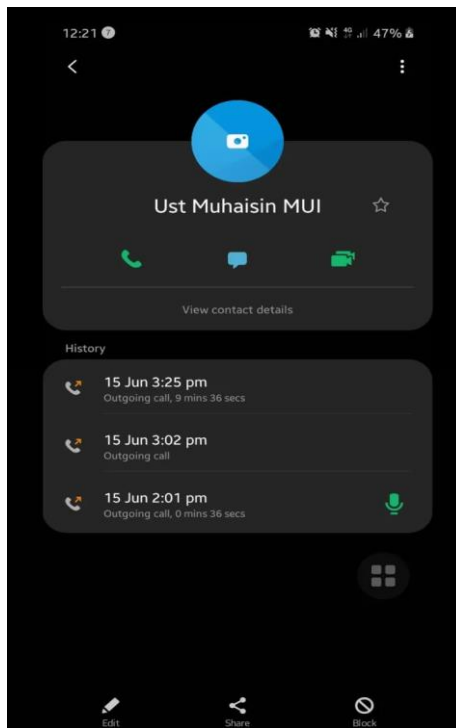 12:21 7 4G 47%
Ust Muhaisin MUI
View contact details
History
15 Jun 3:25 pm
Outgoing call, 9 mins 36 secs
15 Jun 3:02 pm
Outgoing call
15 Jun 2:01 pm
Outgoing call, 0 mins 36 secs
Edit Share Block